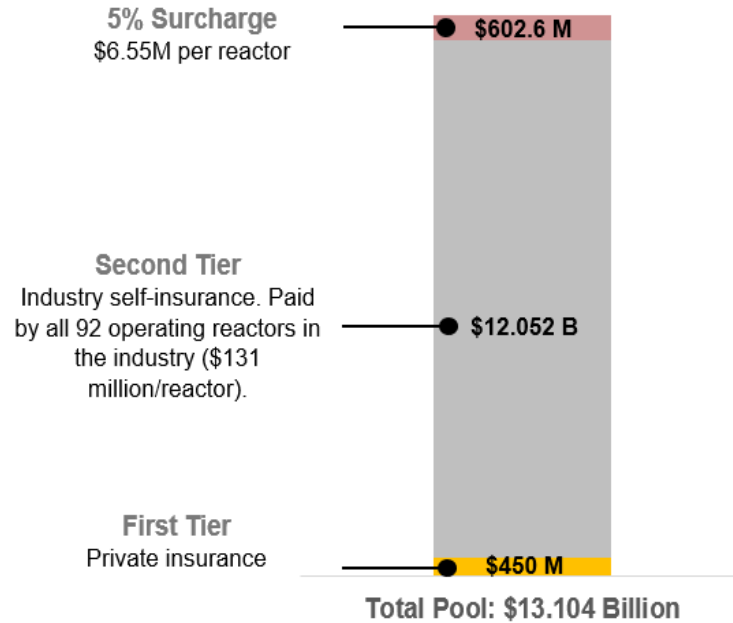 5% Surcharge
$6.55M per reactor
$602.6 M
Second Tier
Industry self-insurance. Paid
by all 92 operating reactors in
the industry ($131
million/reactor).
$12.052 B
First Tier
Private insurance
$450 M
Total Pool: $13.104 Billion